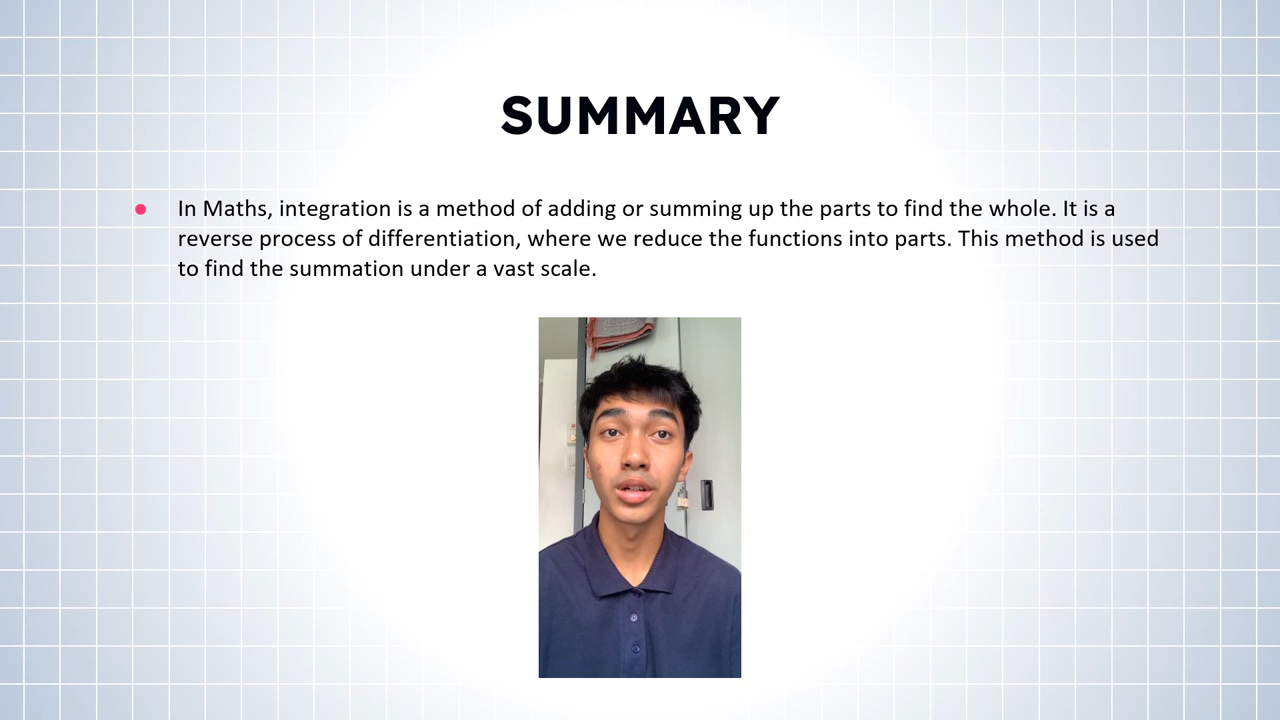 SUMMARY
In Maths, integration is a method of adding or summing up the parts to find the whole. It is a
reverse process of differentiation, where we reduce the functions into parts. This method is used
to find the summation under a vast scale.